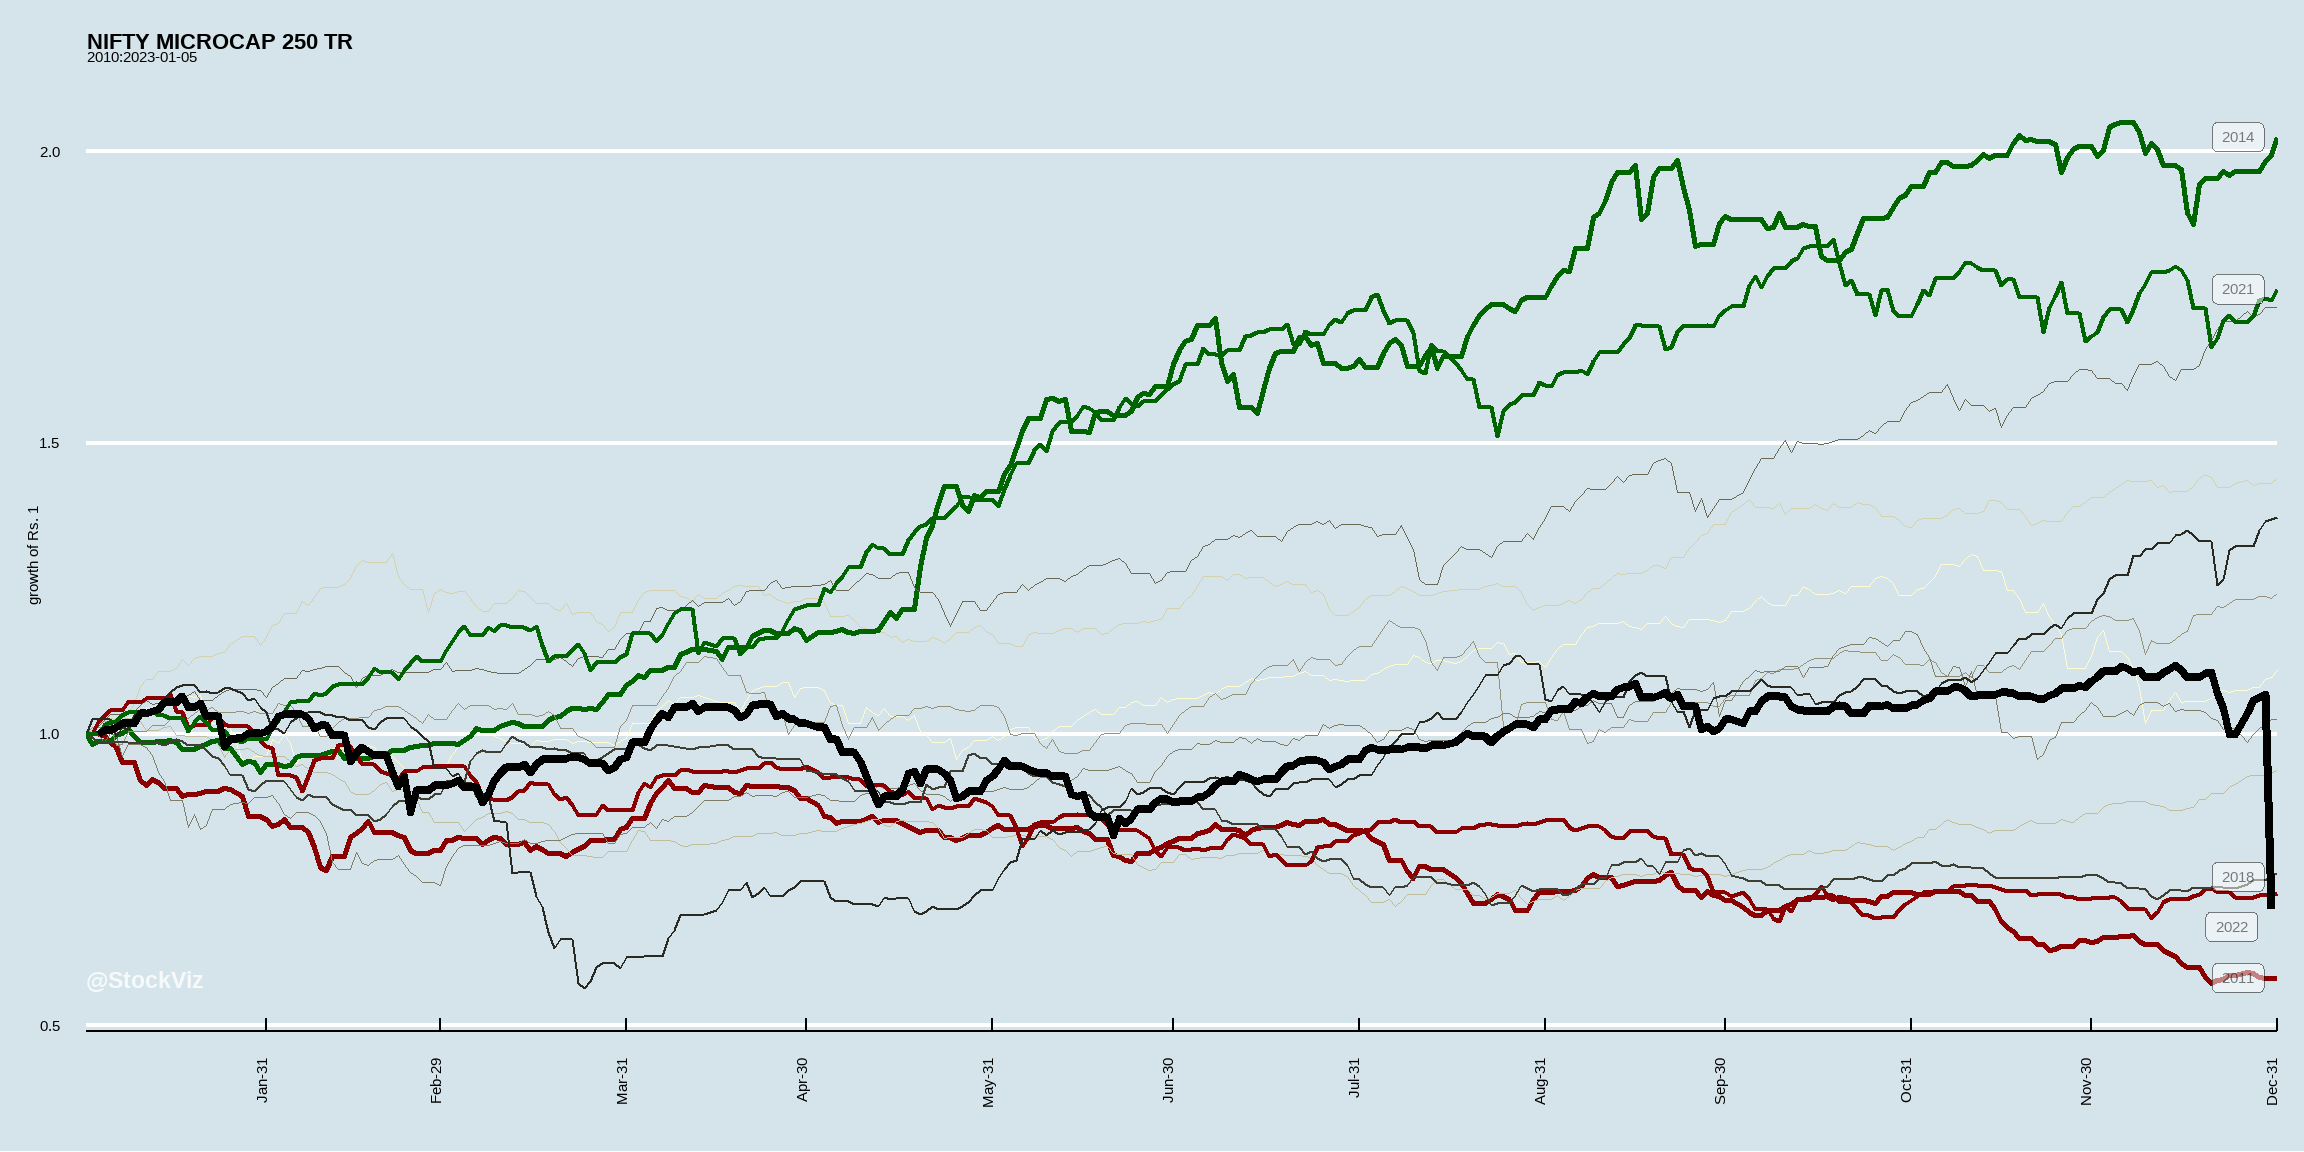 NIFTY MICROCAP 250 TR
2010:2023-01-05
2.0
1.5
1.0
0.5
growth of Rs. 1
2014
2021
2018
2022
2011
@StockViz
Jan-31
Feb-29
Mar-31
Apr-30
May-31
Jun-30
Jul-31
Aug-31
Sep-30
Oct-31
Nov-30
Dec-31